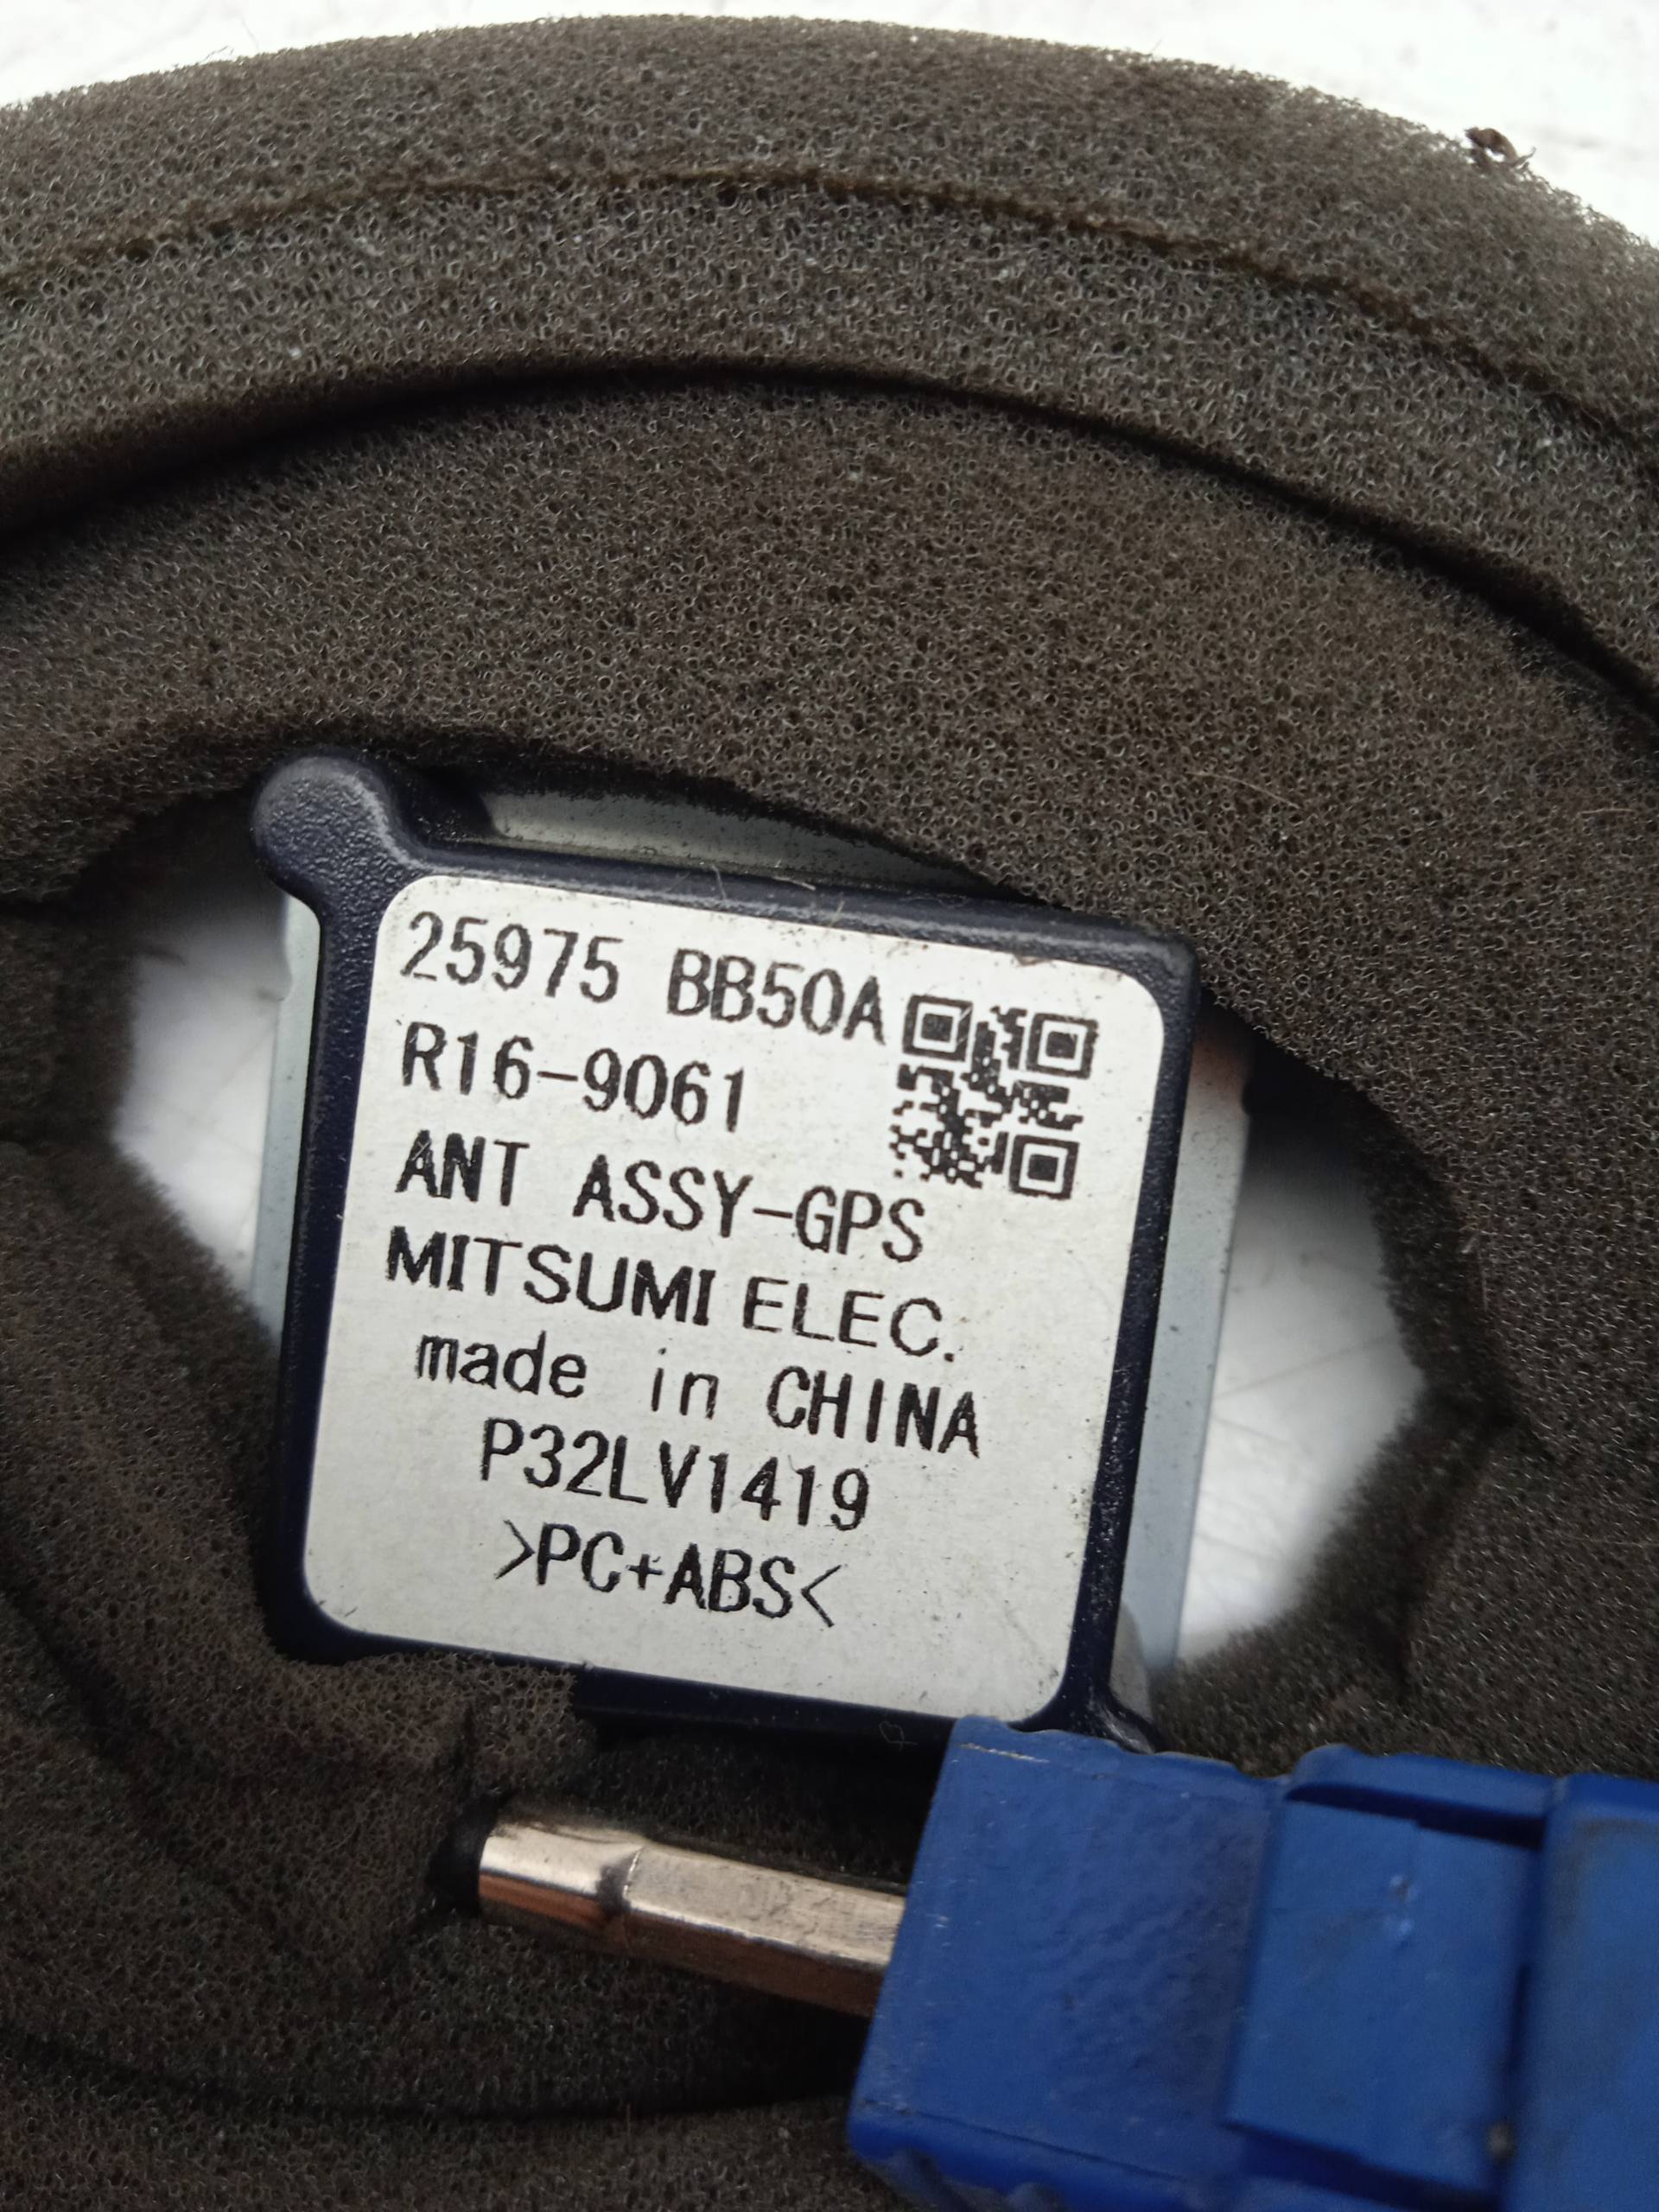 25975 BB50A
R16-9061
ANT ASSY-GPS
MITSUMI ELEC.
made in CHINA
P32LV1419
>PC+ABS<